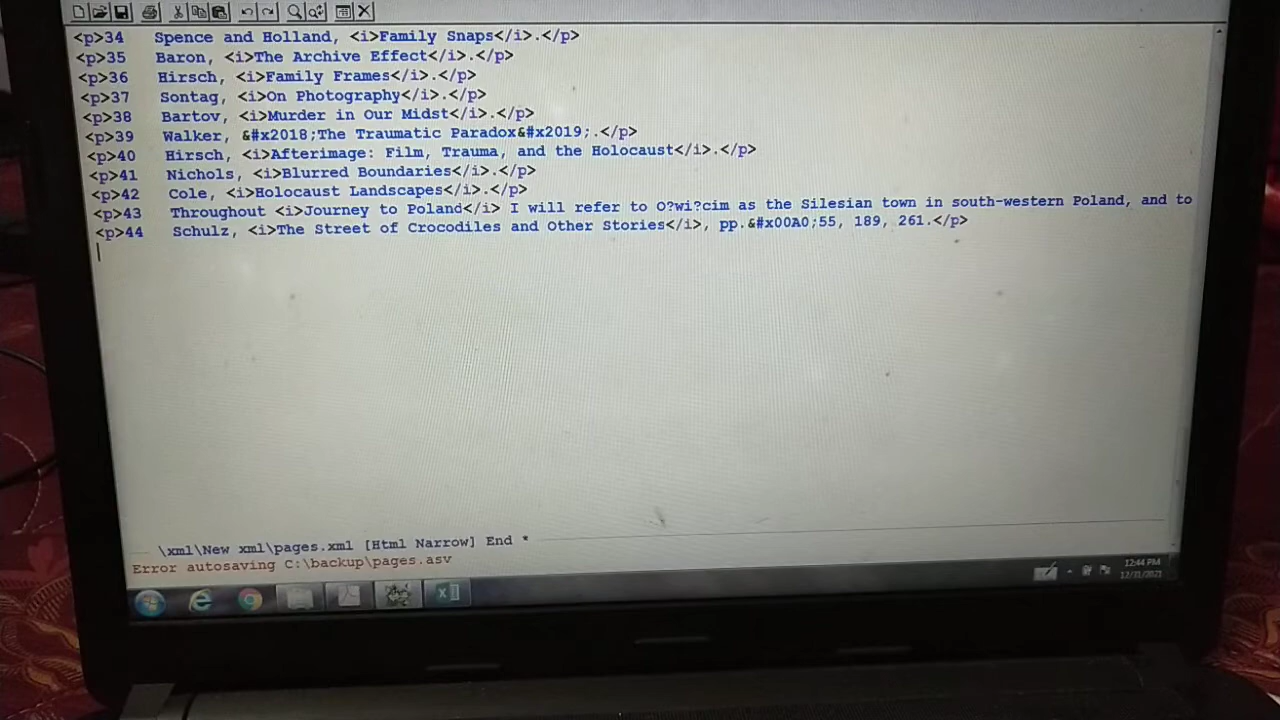 <p>34 Spence and Holland, <i>Family Snaps</i>.</p>
<p>35 Baron, <i>The Archive Effect</i>.</p>
<p>36 Hirsch, <i>Family Frames</i>.</p>
<p>37 Sontag, <i>On Photography</i>.</p>
<p>38 Bartov, <i>Murder in Our Midst</i>.</p>
<p>39 Walker, &#x2018;The Traumatic Paradox&#x2019;.</p>
<p>40 Hirsch, <i>Afterimage: Film, Trauma, and the Holocaust</i>.</p>
<p>41 Nichols, <i>Blurred Boundaries</i>.</p>
<p>42 Cole, <i>Holocaust Landscapes</i>.</p>
<p>43 Throughout <i>Journey to Poland</i> I will refer to O?wi?cim as the Silesian town in south-western Poland, and to
<p>44 Schulz, <i>The Street of Crocodiles and Other Stories</i>, pp.&#x00A0;55, 189, 261.</p>
\xml\New xml\pages.xml [Html Narrow] End *
Error autosaving C:\backup\pages.asv
12:44 PM
12/11/2021